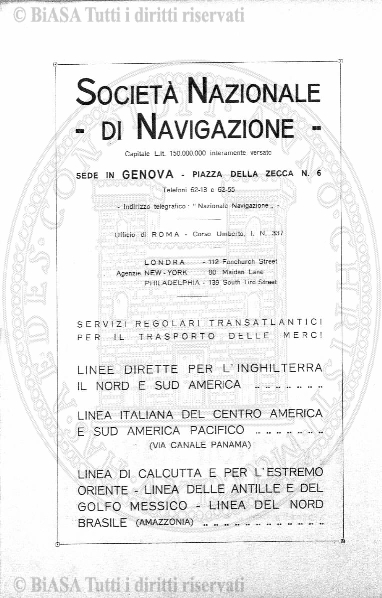 © BiASA Tutti i diritti riservati
SOCIETÀ NAZIONALE
- DI NAVIGAZIONE -
Capitale L.it. 150.000.000 interamente versato
SEDE IN GENOVA - PIAZZA DELLA ZECCA N. 6
Telefoni 62-13 e 62-55
- Indirizzo telegrafico: " Nazionale Navigazione „ -
Ufficio di ROMA - Corso Umberto, I. N. 337
LONDRA - 112 Fenchurch Street
Agenzie NEW-YORK - 80 Maiden Lane
PHILADELPHIA - 139 South Tird Street
SERVIZI REGOLARI TRANSATLANTICI
PER IL TRASPORTO DELLE MERCI
LINEE DIRETTE PER L'INGHILTERRA
IL NORD E SUD AMERICA .. .. .. .. .. .. ..
LINEA ITALIANA DEL CENTRO AMERICA
E SUD AMERICA PACIFICO .. .. .. .. .. .. ..
(VIA CANALE PANAMA)
LINEA DI CALCUTTA E PER L'ESTREMO
ORIENTE - LINEA DELLE ANTILLE E DEL
GOLFO MESSICO - LINEA DEL NORD
BRASILE (AMAZZONIA) .. .. .. .. .. .. .. .. .. .. .. ..
© BiASA Tutti i diritti riservati